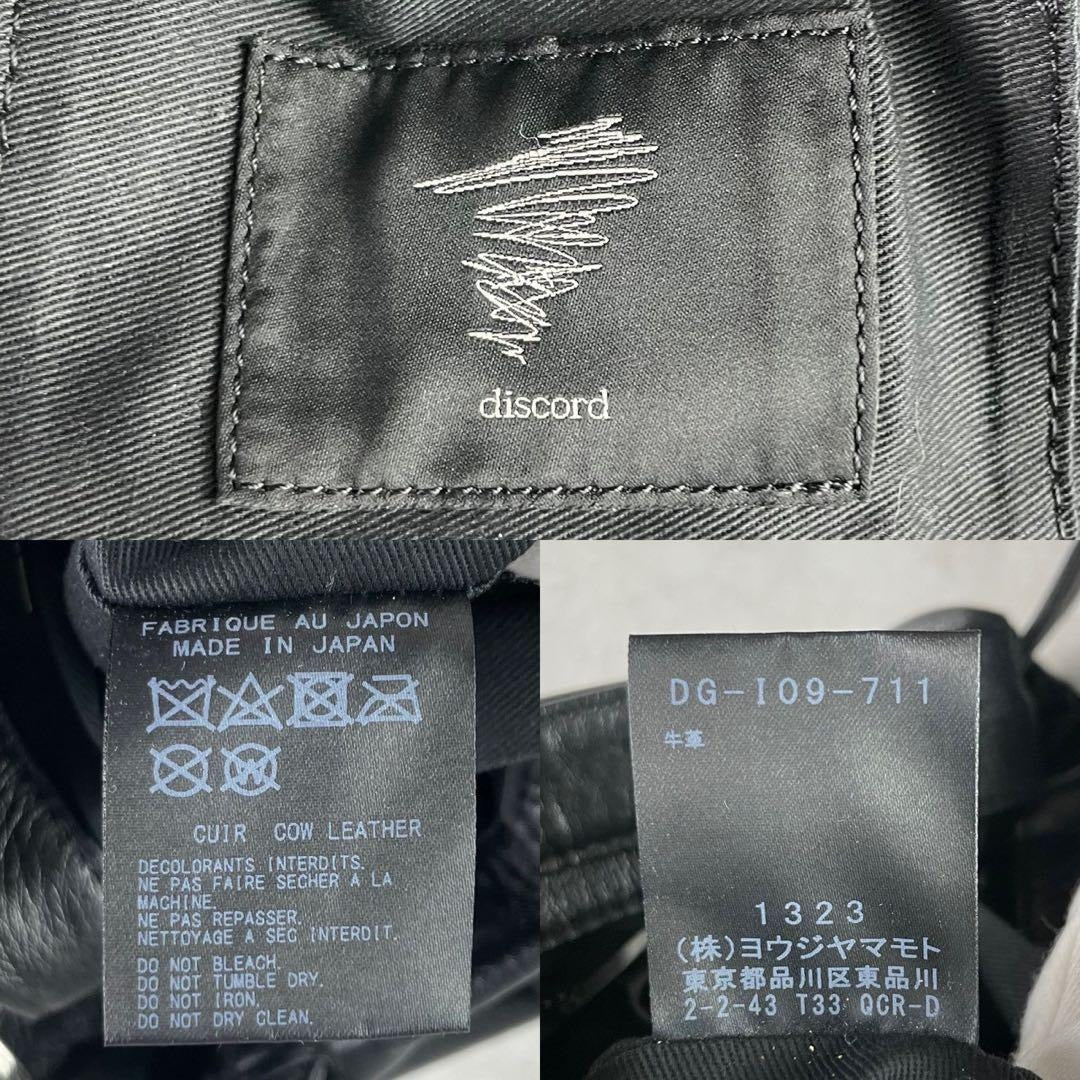 discord
FABRIQUE AU JAPON
MADE IN JAPAN
CUIR COW LEATHER
DECOLORANTS INTERDITS.
NE PAS FAIRE SECHER A LA
MACHINE.
NE PAS REPASSER.
NETTOYAGE A SEC INTERDIT.
DO NOT BLEACH.
DO NOT TUMBLE DRY.
DO NOT IRON.
DO NOT DRY CLEAN.
DG-I09-711
牛革
1323
(株)ヨウジヤマモト
東京都品川区東品川
2-2-43 T33 QCR-D